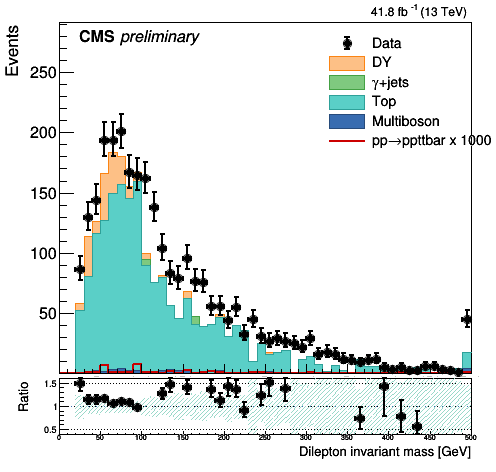 41.8 fb⁻¹ (13 TeV)
CMS preliminary
Events
Data
DY
γ+jets
Top
Multiboson
pp→ppttbar x 1000
250
200
150
100
50
Ratio
1.5
1
0.5
0 50 100 150 200 250 300 350 400 450 500
Dilepton invariant mass [GeV]